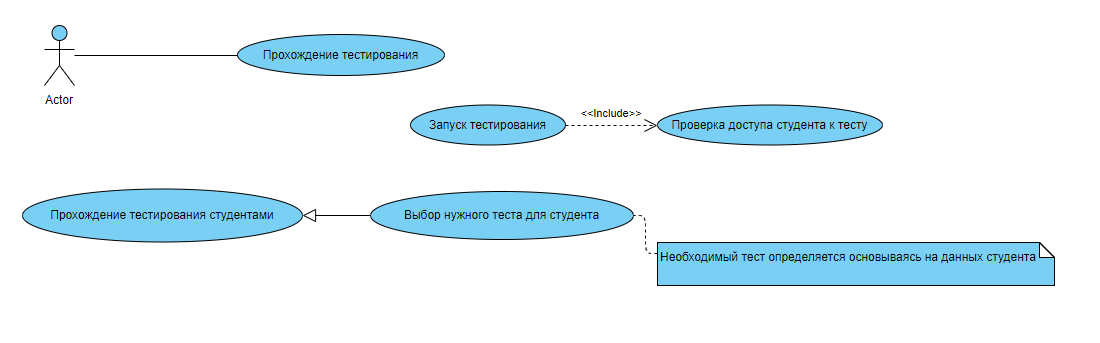 Прохождение тестирования
Actor
Запуск тестирования
<<Include>>
Проверка доступа студента к тесту
Прохождение тестирования студентами
Выбор нужного теста для студента
Необходимый тест определяется основываясь на данных студента